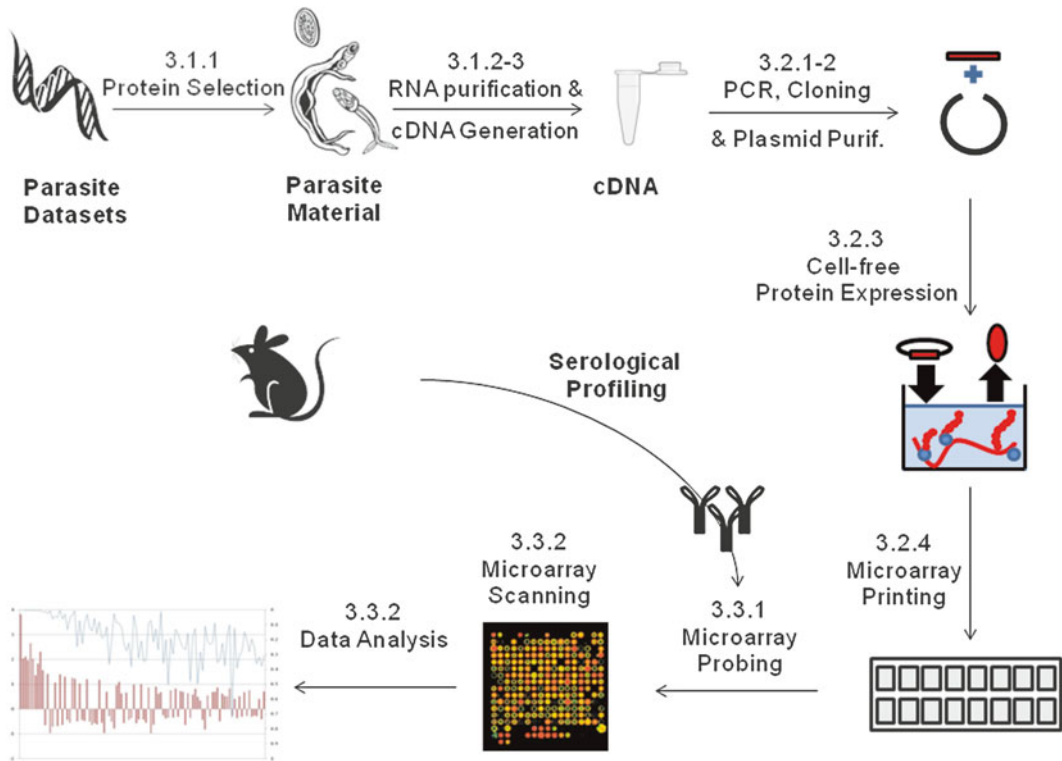 3.1.1
Protein Selection
3.1.2-3
RNA purification &
cDNA Generation
3.2.1-2
PCR, Cloning
& Plasmid Purif.
Parasite
Datasets
Parasite
Material
cDNA
3.2.3
Cell-free
Protein Expression
Serological
Profiling
3.2.4
Microarray
Printing
3.3.1
Microarray
Probing
3.3.2
Microarray
Scanning
3.3.2
Data Analysis